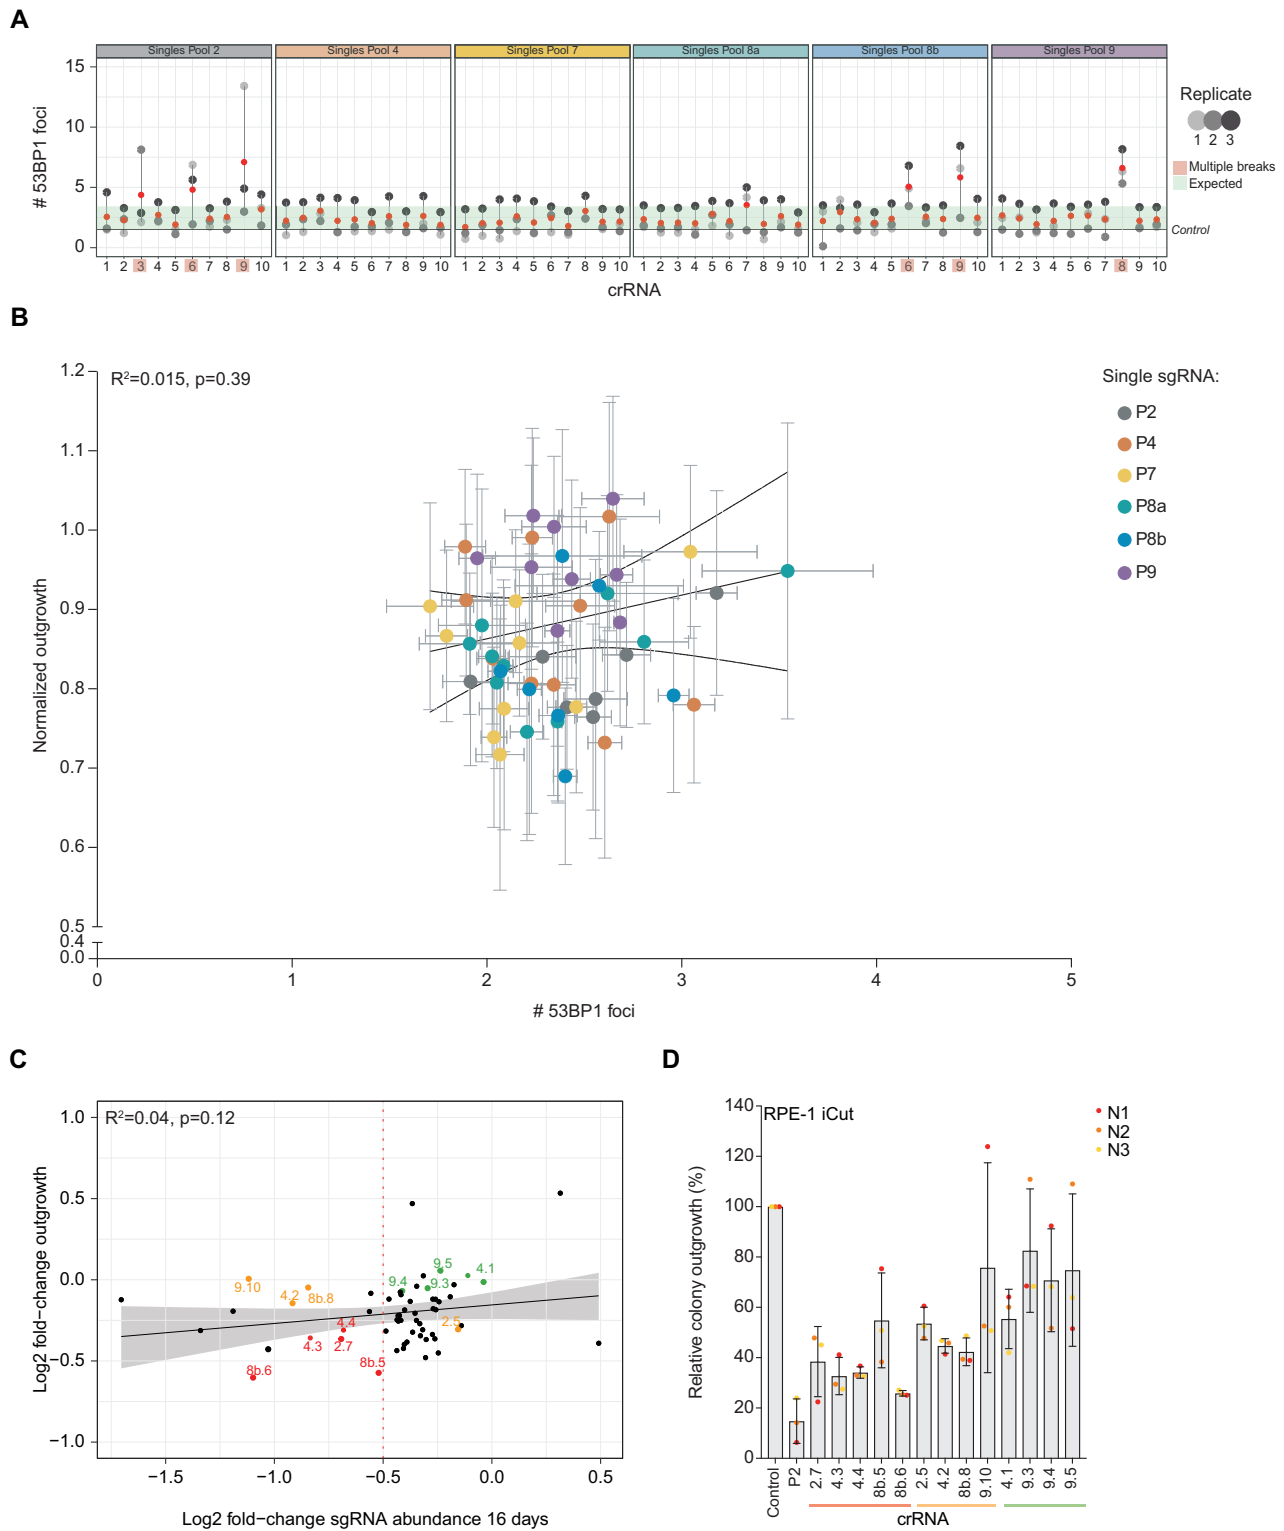 A
Singles Pool 2
Singles Pool 4
Singles Pool 7
Singles Pool 8a
Singles Pool 8b
Singles Pool 9
# 53BP1 foci
15
10
5
0
1 2 3 4 5 6 7 8 9 10
1 2 3 4 5 6 7 8 9 10
1 2 3 4 5 6 7 8 9 10
1 2 3 4 5 6 7 8 9 10
1 2 3 4 5 6 7 8 9 10
1 2 3 4 5 6 7 8 9 10
crRNA
Replicate
1 2 3
Multiple breaks
Expected
Control
B
R²=0.015, p=0.39
Normalized outgrowth
1.2
1.1
1.0
0.9
0.8
0.7
0.6
0.5
0.4
0.0
0 1 2 3 4 5
# 53BP1 foci
Single sgRNA:
P2
P4
P7
P8a
P8b
P9
C
R²=0.04, p=0.12
Log2 fold−change outgrowth
1.0
0.5
0.0
−0.5
−1.0
9.5
4.1
9.10
9.4
9.3
4.2
8b.8
4.4
2.5
4.3
2.7
8b.5
8b.6
−1.5 −1.0 −0.5 0.0 0.5
Log2 fold−change sgRNA abundance 16 days
D
RPE-1 iCut
Relative colony outgrowth (%)
140
120
100
80
60
40
20
0
Control
P2
2.7
4.3
4.4
8b.5
8b.6
2.5
4.2
8b.8
9.10
4.1
9.3
9.4
9.5
crRNA
N1
N2
N3